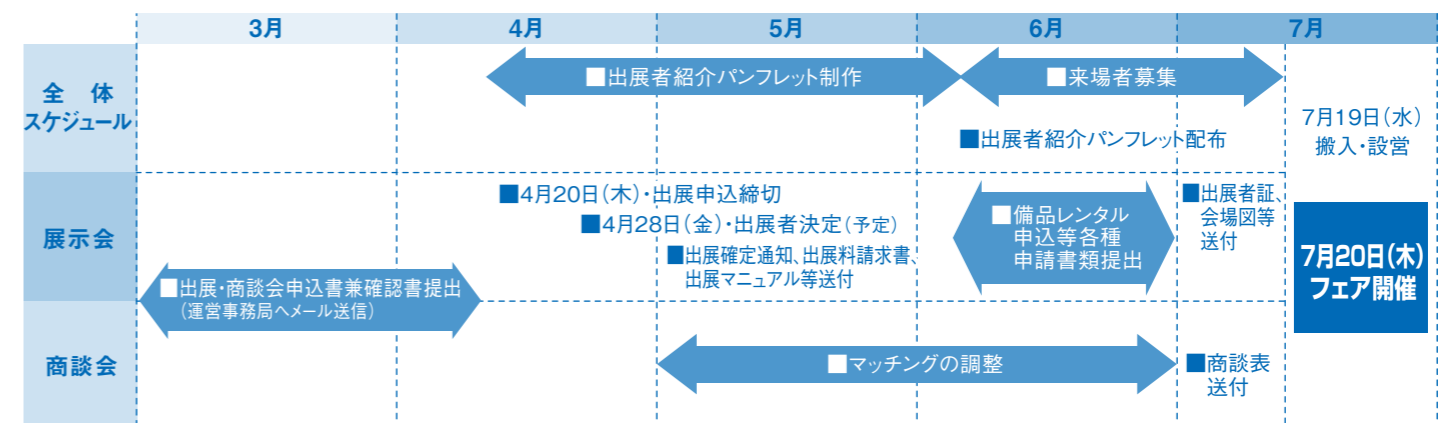 3月
4月
5月
6月
7月
全　体
スケジュール
■出展者紹介パンフレット制作
■来場者募集
■出展者紹介パンフレット配布
7月19日(水)
搬入・設営
展示会
■4月20日(木)・出展申込締切
■4月28日(金)・出展者決定(予定)
■出展確定通知、出展料請求書、
出展マニュアル等送付
■備品レンタル
申込等各種
申請書類提出
■出展者証、
会場図等
送付
7月20日(木)
フェア開催
■出展・商談会申込書兼確認書提出
(運営事務局へメール送信)
商談会
■マッチングの調整
■商談表
送付